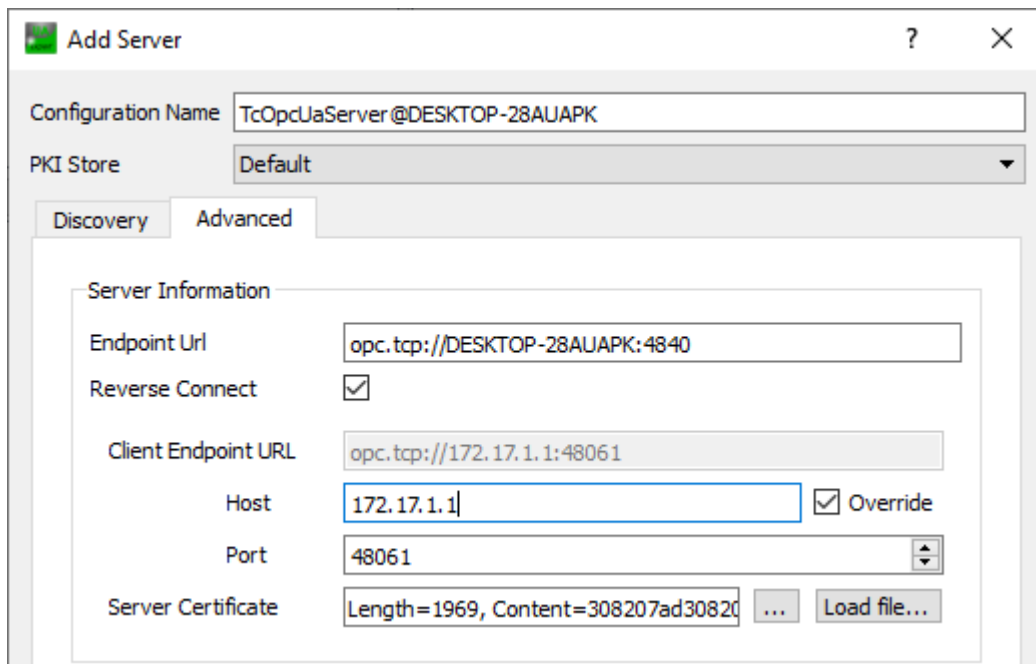 Add Server ?
Configuration Name TcOpcUaServer@DESKTOP-28AUAPK
PKI Store Default
Discovery Advanced
Server Information
Endpoint Url opc.tcp://DESKTOP-28AUAPK:4840
Reverse Connect
Client Endpoint URL opc.tcp://172.17.1.1:48061
Host 172.17.1.1 Override
Port 48061
Server Certificate Length=1969, Content=308207ad30820 ... Load file...